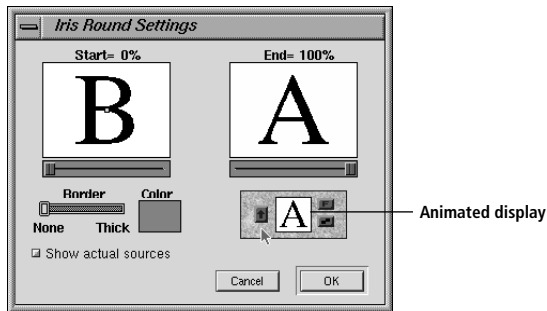 Iris Round Settings
Start= 0%
End= 100%
B
A
Border
Color
A
Animated display
None
Thick
Show actual sources
Cancel
OK